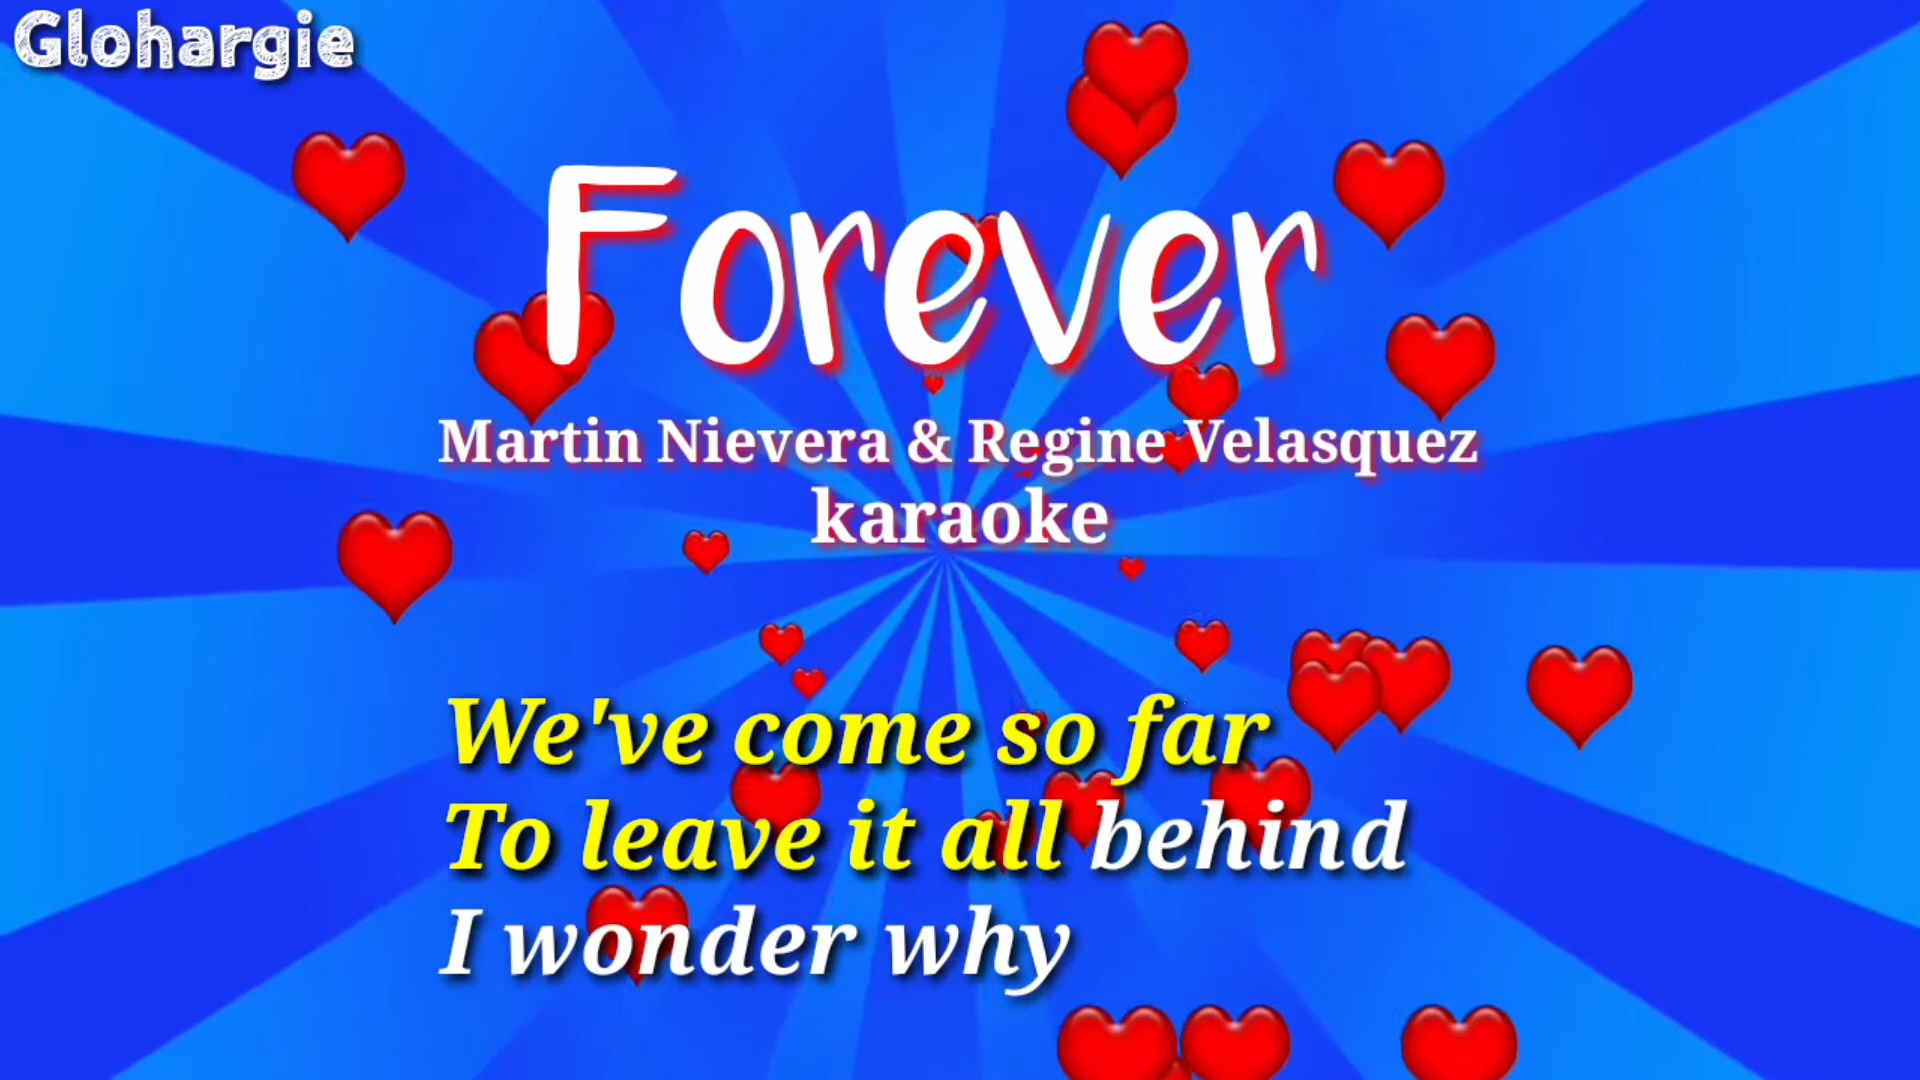 Glohargie
Forever
Martin Nievera & Regine Velasquez
karaoke
We've come so far
To leave it all behind
I wonder why